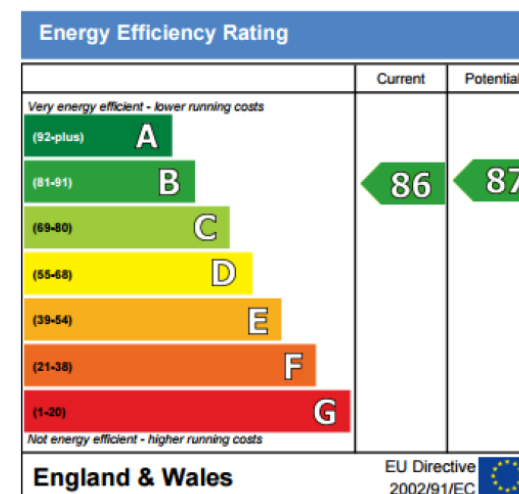 Energy Efficiency Rating
Current Potential
Very energy efficient - lower running costs
(92-plus) A
(81-91) B 86 87
(69-80) C
(55-68) D
(39-54) E
(21-38) F
(1-20) G
Not energy efficient - higher running costs
England & Wales
EU Directive
2002/91/EC